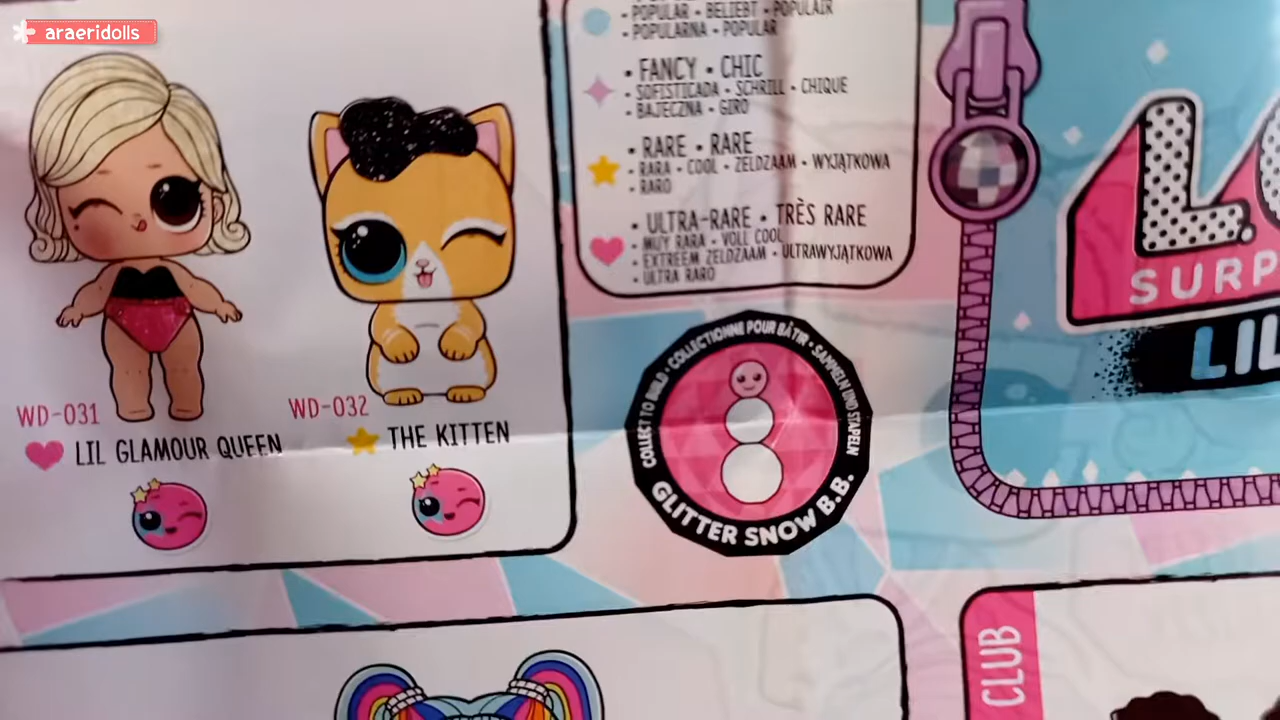 araeridolls
• POPULAR • BELIEBT • POPULAIR
• POPULARNA • POPULAR
• FANCY • CHIC
• SOFISTICADA • SCHRILL • CHIQUE
• BAJECZNA • GIRO
• RARE • RARE
• RARA • COOL • ZELDZAAM • WYJĄTKOWA
• RARO
• ULTRA-RARE • TRÈS RARE
• MUY RARA • VOLL COOL
• EXTREEM ZELDZAAM • ULTRAWYJĄTKOWA
• ULTRA RARO
WD-031
LIL GLAMOUR QUEEN
WD-032
THE KITTEN
COLLECT TO BUILD • COLLECTIONNE POUR BÂTIR • SAMMELN UND STAPELN
GLITTER SNOW B.B.
L.
SURP
LIL
CLUB